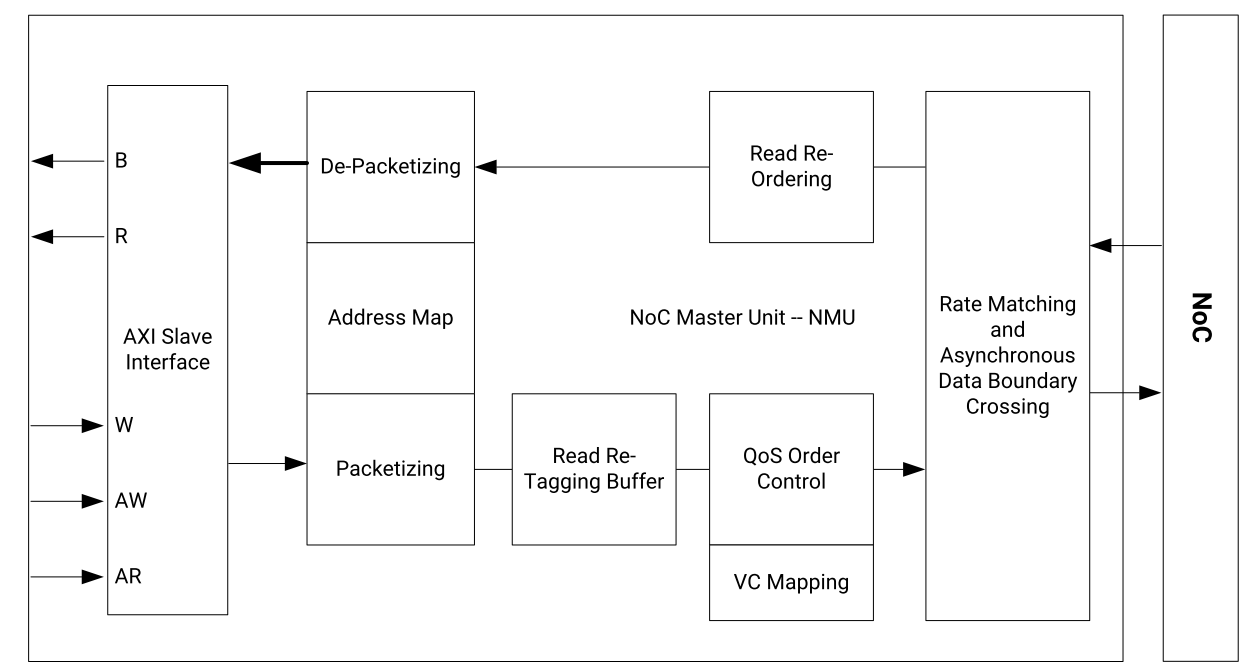 B
R
AXI Slave
Interface
W
AW
AR
De-Packetizing
Address Map
Packetizing
Read Re-
Ordering
NoC Master Unit -- NMU
Read Re-
Tagging Buffer
QoS Order
Control
VC Mapping
Rate Matching
and
Asynchronous
Data Boundary
Crossing
NoC